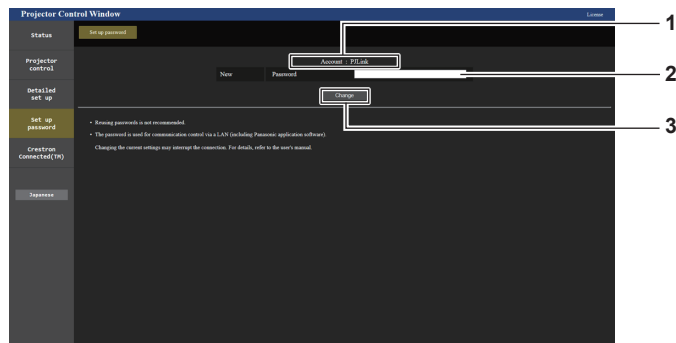 Projector Control Window
License
Status
Set up password
Projector
control
Detailed
set up
Set up
password
Crestron
Connected(TM)
Japanese
Account : PJLink
New Password
Change
• Reusing passwords is not recommended.
• The password is used for communication control via a LAN (including Panasonic application software).
Changing the current settings may interrupt the connection. For details, refer to the user's manual.
1
2
3